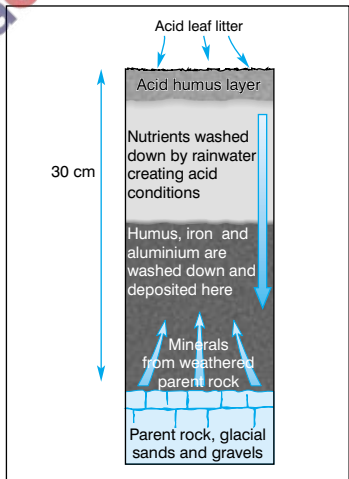 Acid leaf litter
Acid humus layer
Nutrients washed
down by rainwater
creating acid
conditions
30 cm
Humus, iron and
aluminium are
washed down and
deposited here
Minerals
from weathered
parent rock
Parent rock, glacial
sands and gravels